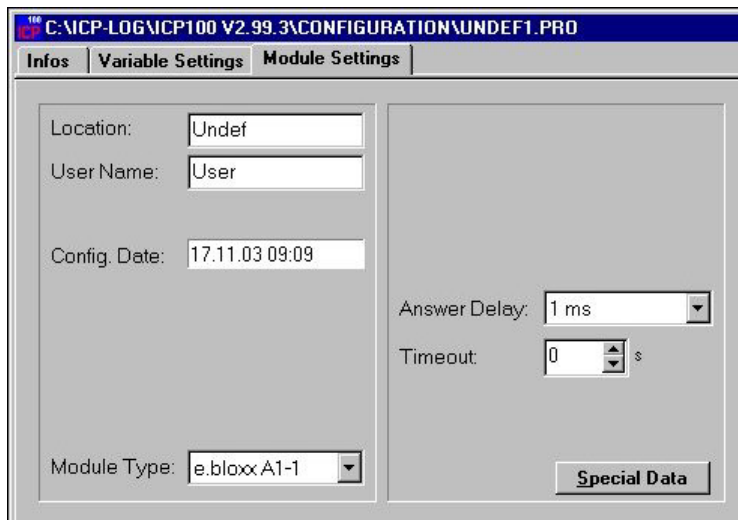 100
ICP C:\ICP-LOG\ICP100 V2.99.3\CONFIGURATION\UNDEF1.PRO
Infos Variable Settings Module Settings
Location: Undef
User Name: User
Config. Date: 17.11.03 09:09
Answer Delay: 1 ms
Timeout: 0 s
Module Type: e.bloxx A1-1
Special Data